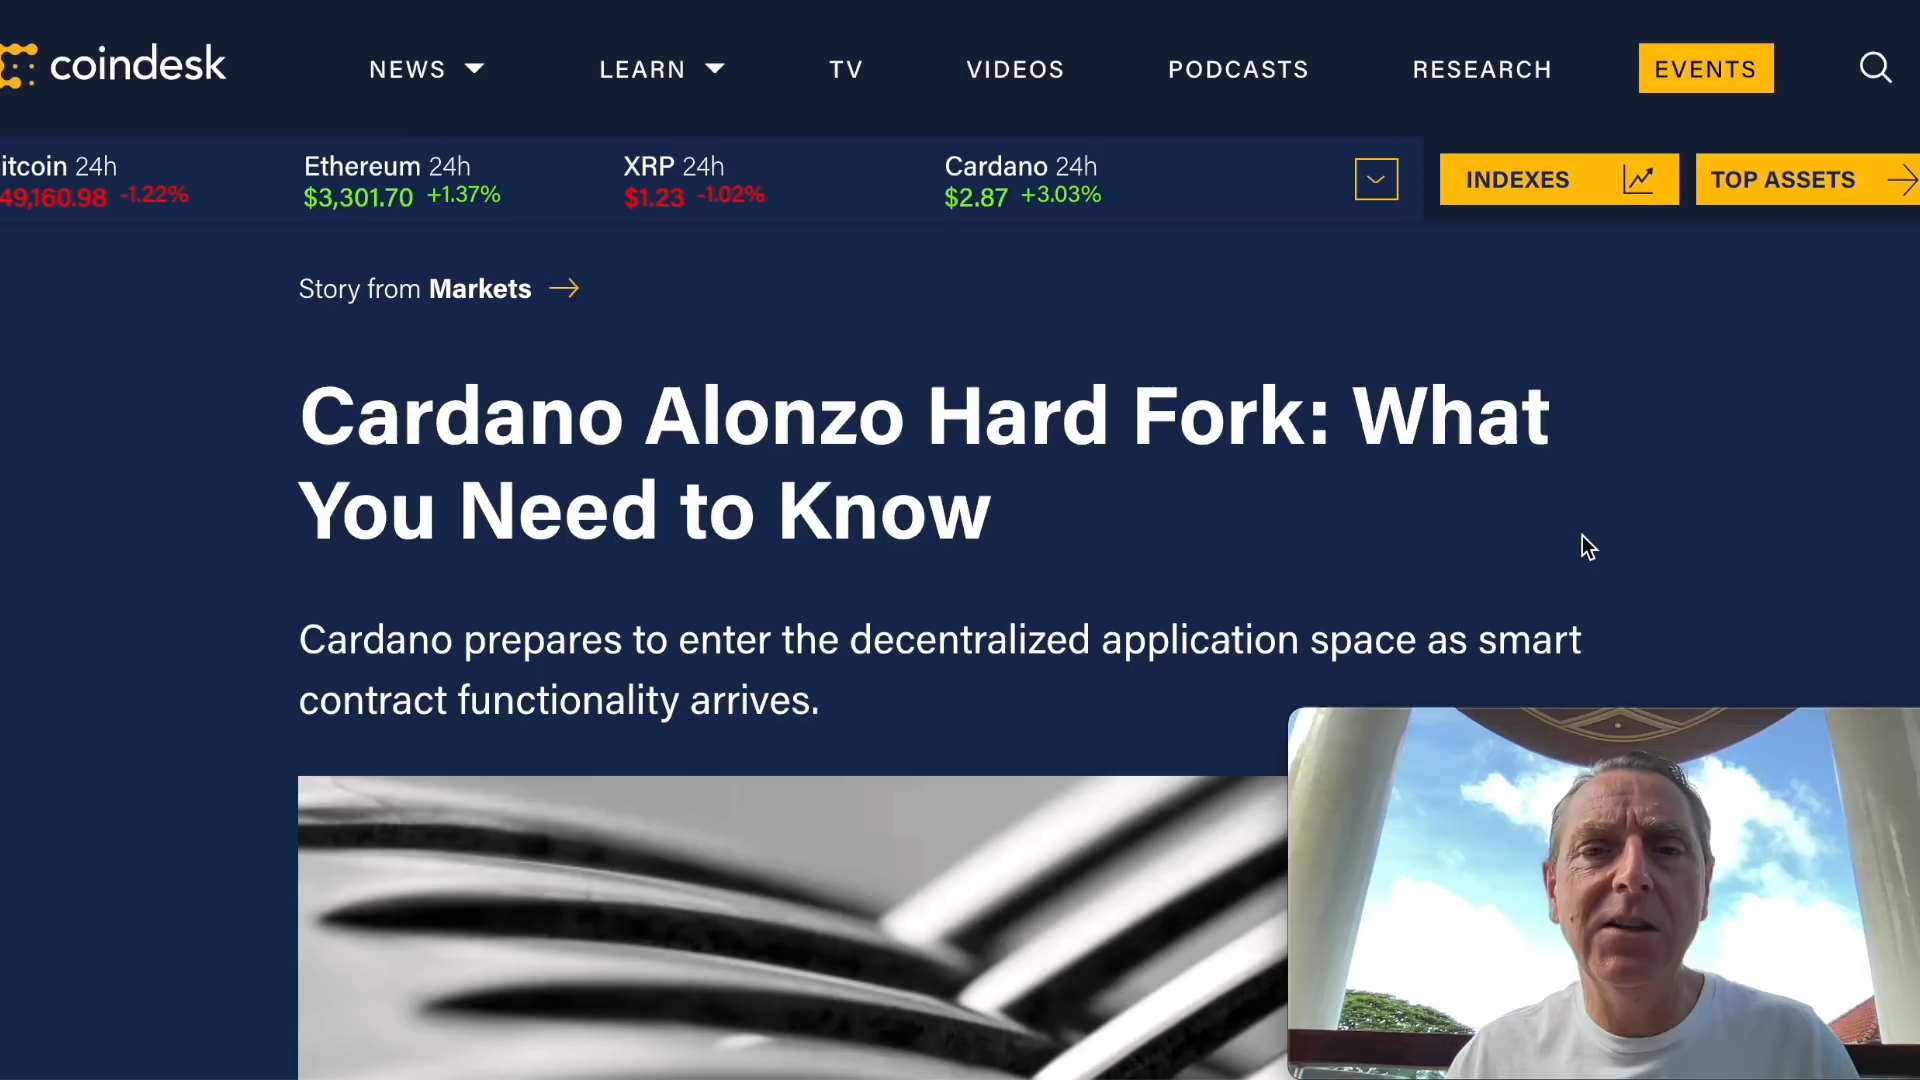 coindesk
NEWS
LEARN
TV
VIDEOS
PODCASTS
RESEARCH
EVENTS
itcoin 24h
49,160.98 -1.22%
Ethereum 24h
$3,301.70 +1.37%
XRP 24h
$1.23 -1.02%
Cardano 24h
$2.87 +3.03%
INDEXES
TOP ASSETS
Story from Markets
Cardano Alonzo Hard Fork: What
You Need to Know
Cardano prepares to enter the decentralized application space as smart
contract functionality arrives.